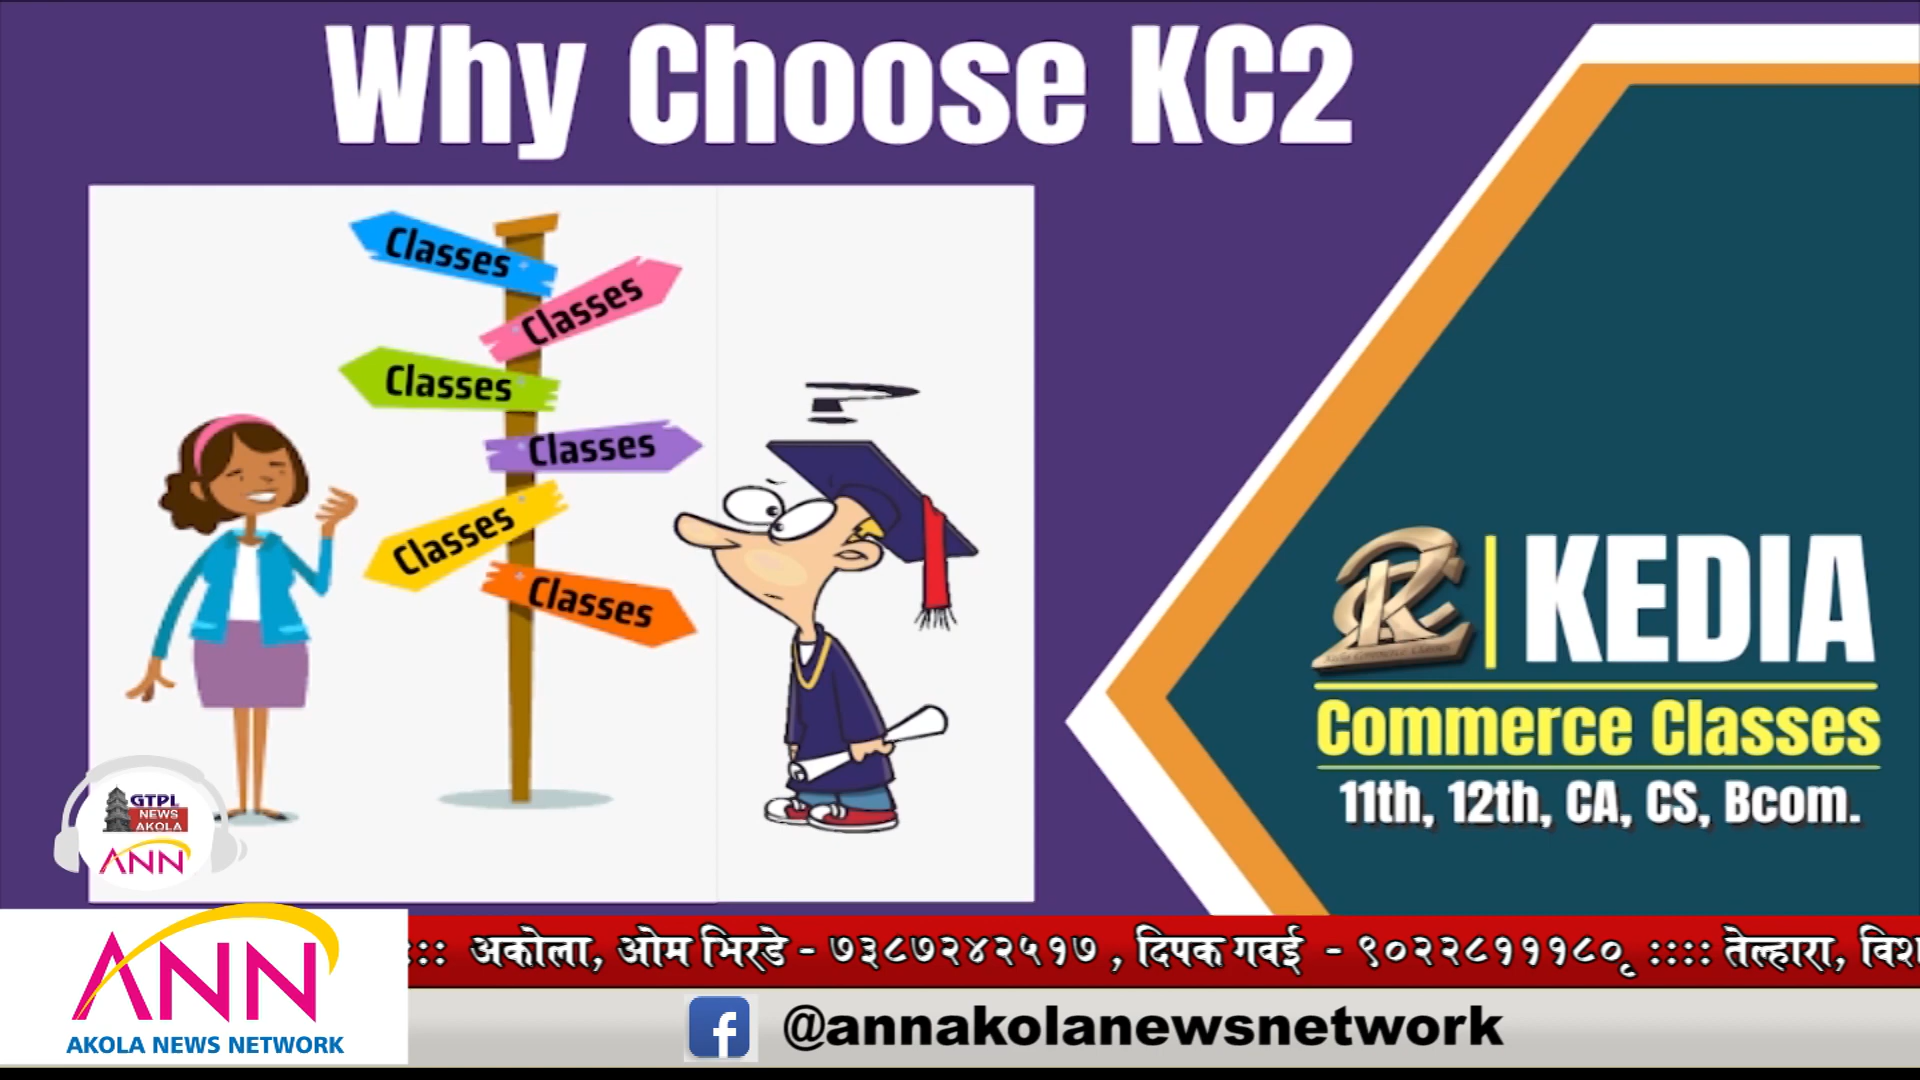 Why Choose KC2
Classes
Classes
Classes
Classes
Classes
Classes
KEDIA
Commerce Classes
11th, 12th, CA, CS, Bcom.
GTPL
NEWS
AKOLA
ANN
ANN
AKOLA NEWS NETWORK
:: अकोला, ओम भिरडे - ७३८७२४२५१७ , दिपक गवई - ९०२२८१११८० :::: तेल्हारा,
@annakolanewsnetwork